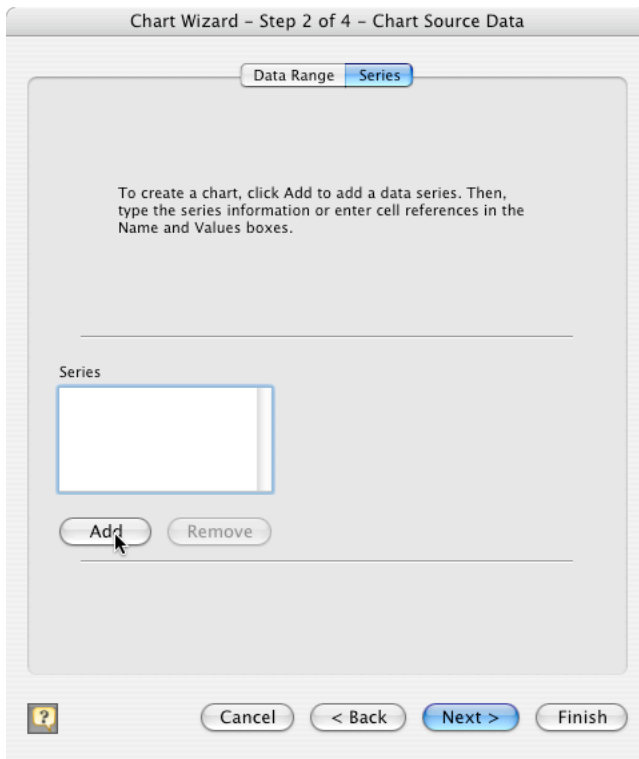 Chart Wizard – Step 2 of 4 – Chart Source Data
Data Range Series
To create a chart, click Add to add a data series. Then,
type the series information or enter cell references in the
Name and Values boxes.
Series
Add Remove
? Cancel < Back Next > Finish